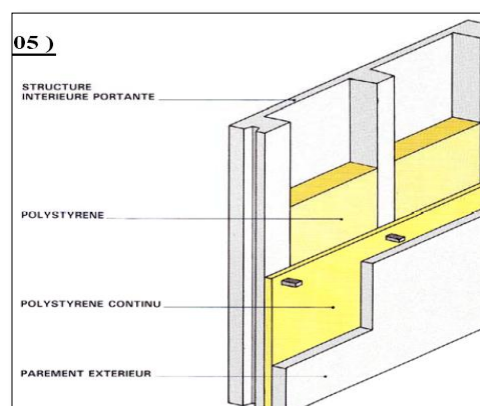 05 )
STRUCTURE
INTERIEURE PORTANTE
POLYSTYRENE
POLYSTYRENE CONTINU
PAREMENT EXTERIEUR